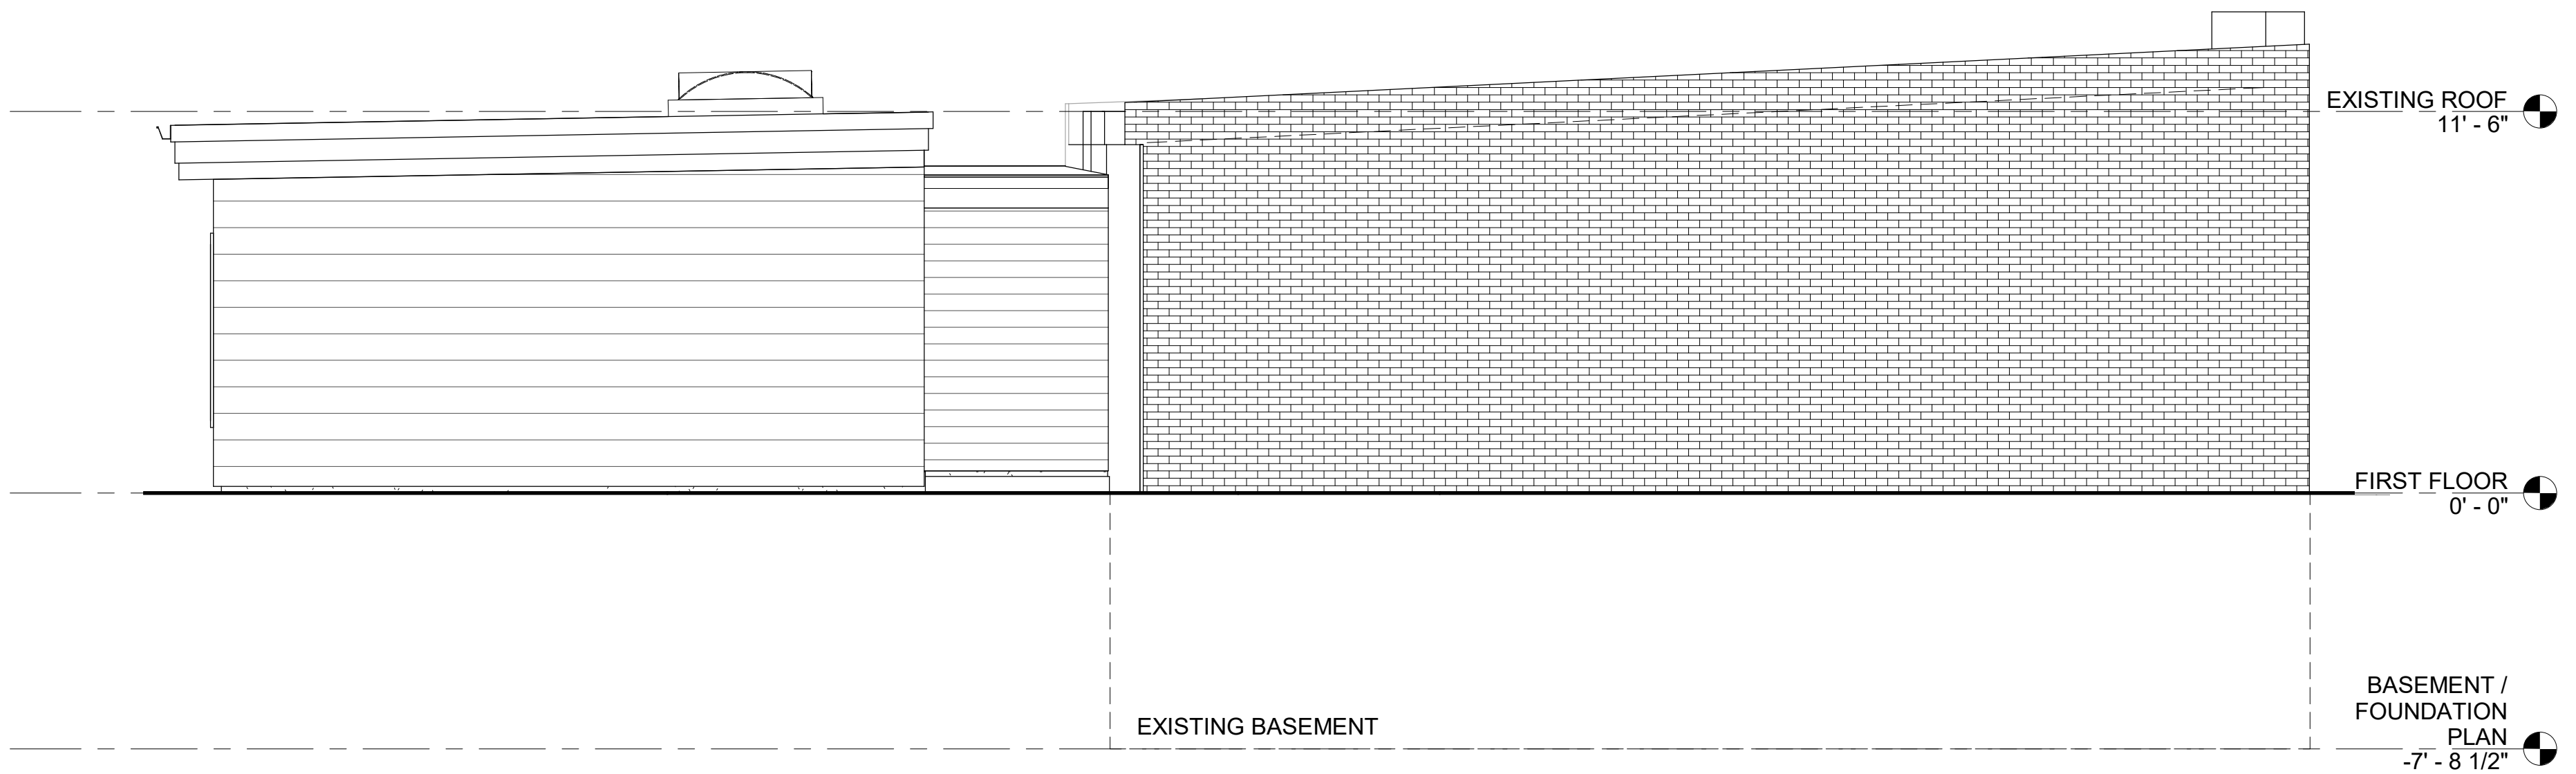 EXISTING ROOF
11' - 6"
FIRST FLOOR
0' - 0"
EXISTING BASEMENT
BASEMENT /
FOUNDATION
PLAN
-7' - 8 1/2"